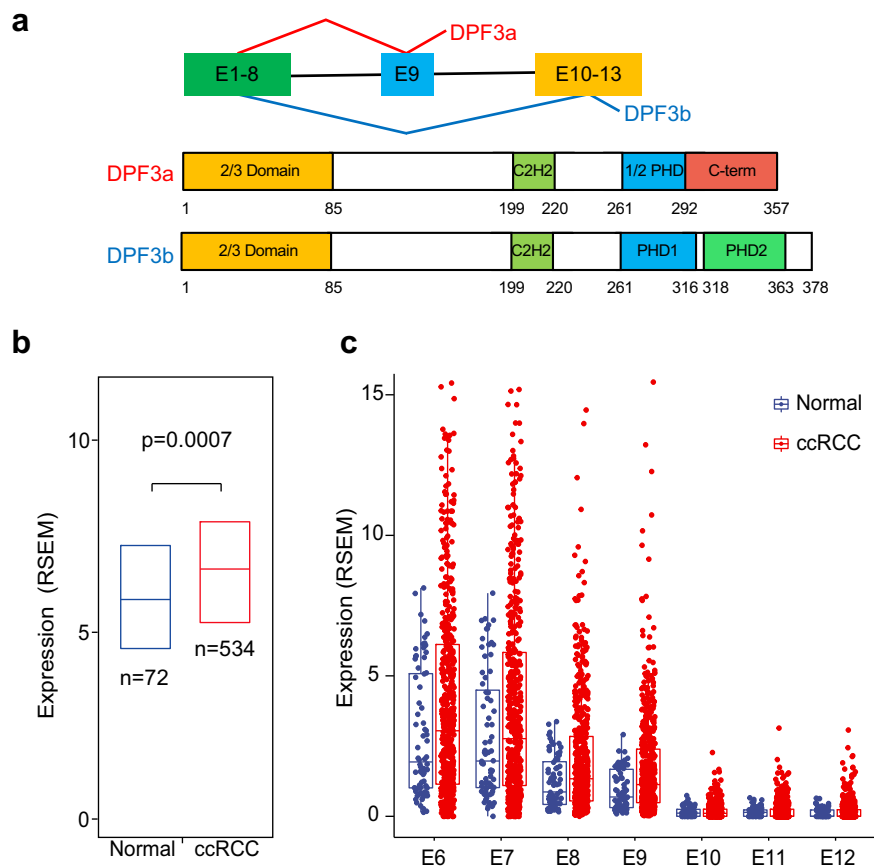 a
DPF3a
E1-8 E9 E10-13
DPF3b
DPF3a 2/3 Domain C2H2 1/2 PHD C-term
1 85 199 220 261 292 357
DPF3b 2/3 Domain C2H2 PHD1 PHD2
1 85 199 220 261 316 318 363 378
b
Expression (RSEM)
10
5
0
p=0.0007
n=72
n=534
Normal ccRCC
c
Expression (RSEM)
15
10
5
0
Normal
ccRCC
E6 E7 E8 E9 E10 E11 E12